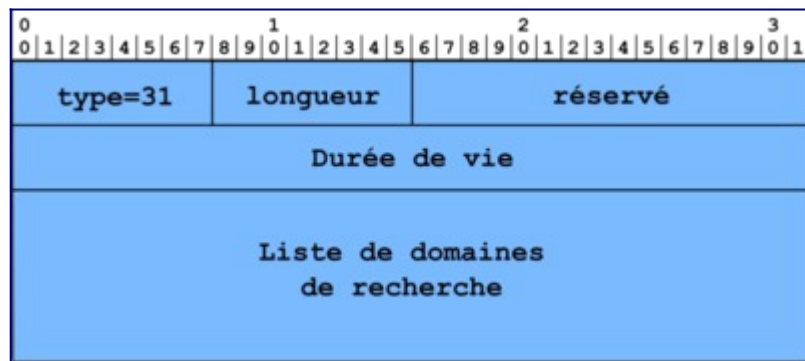 0 1 2 3
0|1|2|3|4|5|6|7|8|9|0|1|2|3|4|5|6|7|8|9|0|1|2|3|4|5|6|7|8|9|0|1
type=31 longueur réservé
Durée de vie
Liste de domaines
de recherche